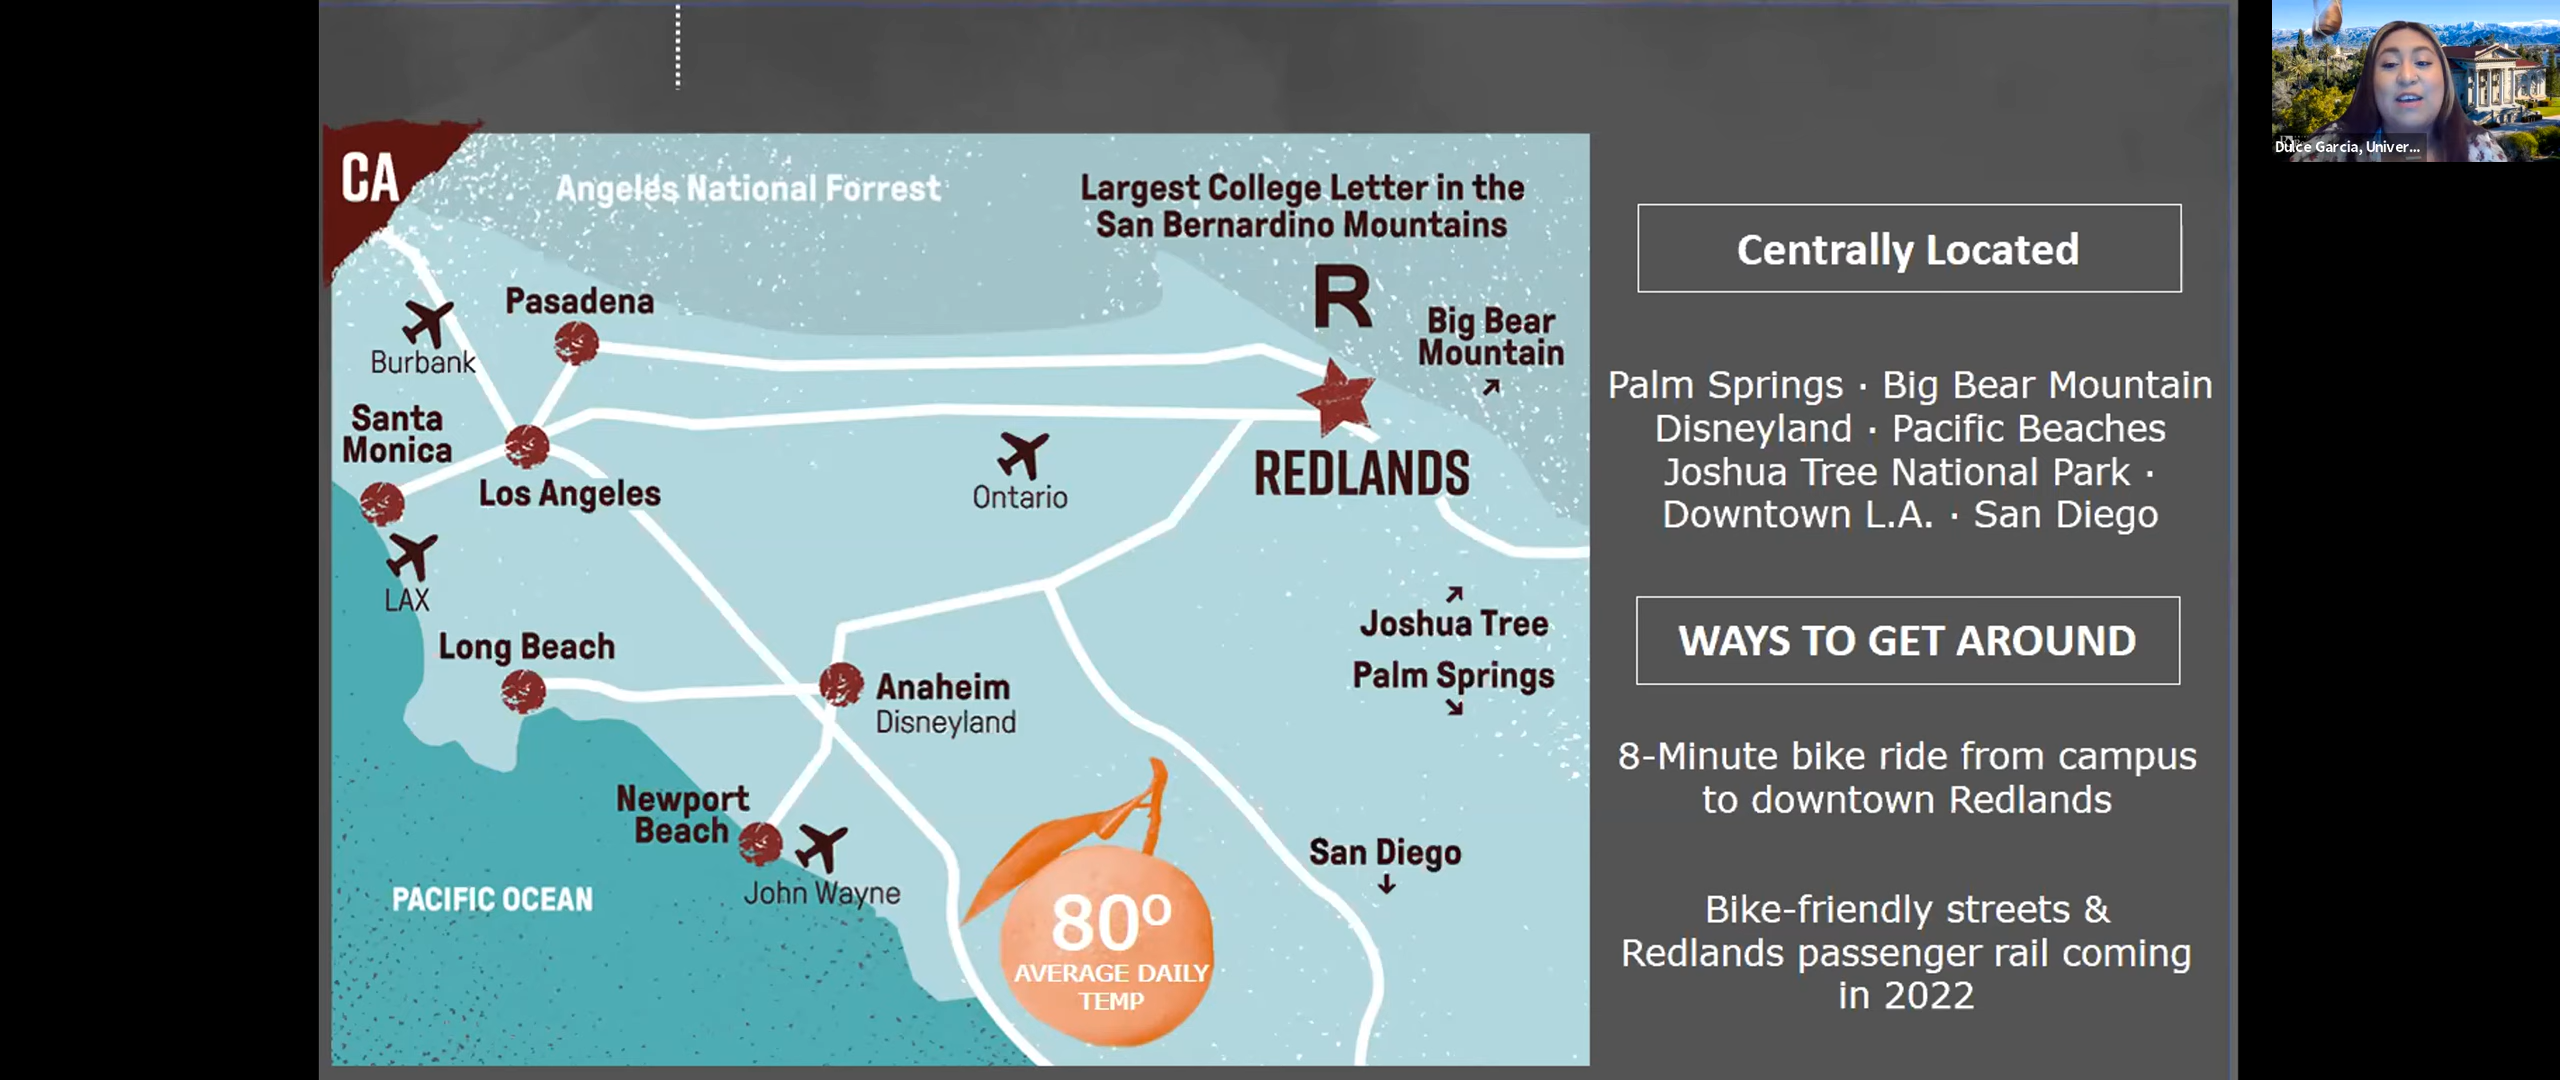 CA
Angeles National Forrest
Largest College Letter in the
San Bernardino Mountains
R
Big Bear
Mountain
Pasadena
Burbank
Santa
Monica
Los Angeles
Ontario
REDLANDS
LAX
Long Beach
Anaheim
Disneyland
Joshua Tree
Palm Springs
Newport
Beach
John Wayne
San Diego
PACIFIC OCEAN
80º
AVERAGE DAILY
TEMP
Centrally Located
Palm Springs · Big Bear Mountain
Disneyland · Pacific Beaches
Joshua Tree National Park ·
Downtown L.A. · San Diego
WAYS TO GET AROUND
8-Minute bike ride from campus
to downtown Redlands
Bike-friendly streets &
Redlands passenger rail coming
in 2022
Dulce Garcia, Univer...